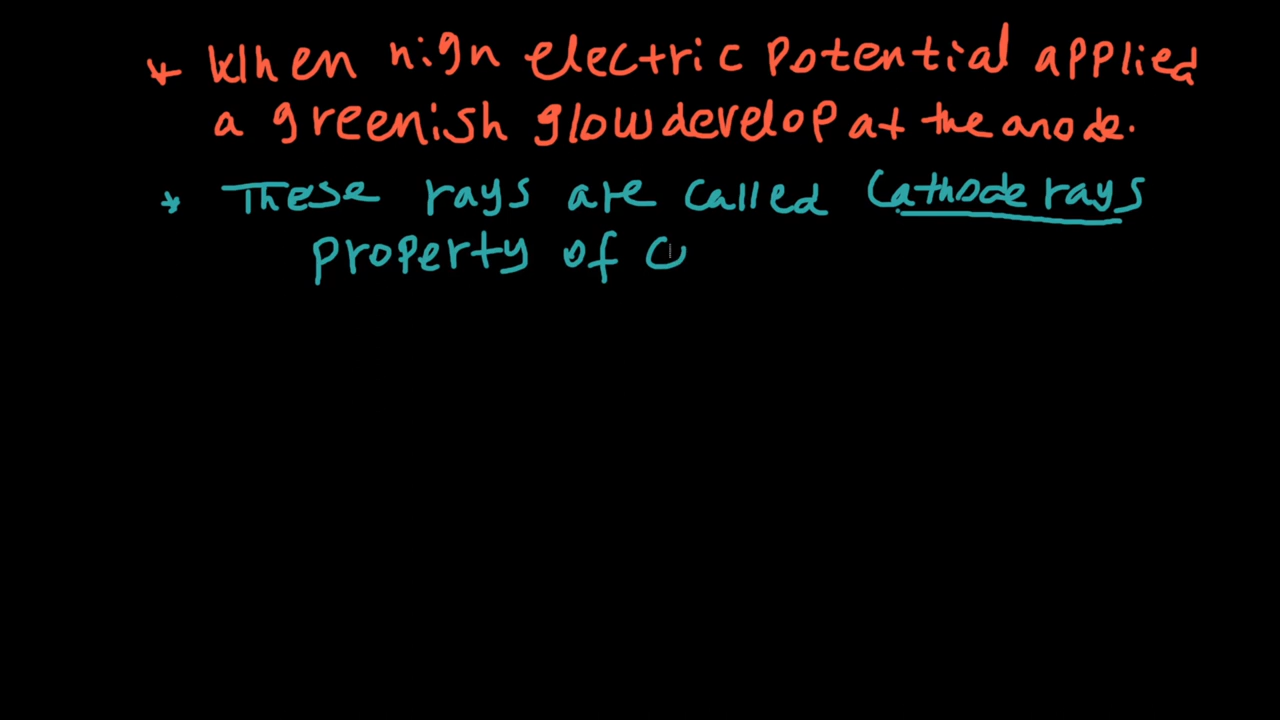 * When high electric potential applied
a greenish glow develop at the anode.
* These rays are called Cathode rays
property of C